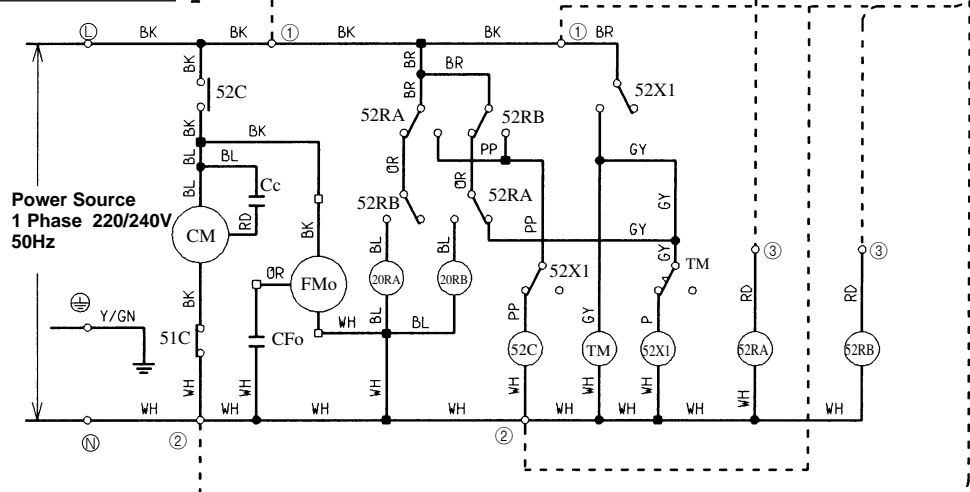 L BK BK ① BK BK ① BR
BK BR BR
52C 52RA 52RB 52X1
BK BR
BK PP GY
BL BL ØR ØR
Power Source BL Cc 52RB 52RA GY
1 Phase 220/240V CM RD BK PP GY
50Hz BL BL GY TM ③ ③
ØR FMo 20RA 20RB 52X1
BK RD RD
Y/GN WH BL BL PP GY P
51C CFo 52C TM 52X1 52RA 52RB
WH WH WH WH WH WH WH
WH WH WH WH WH WH WH WH
N ② ②